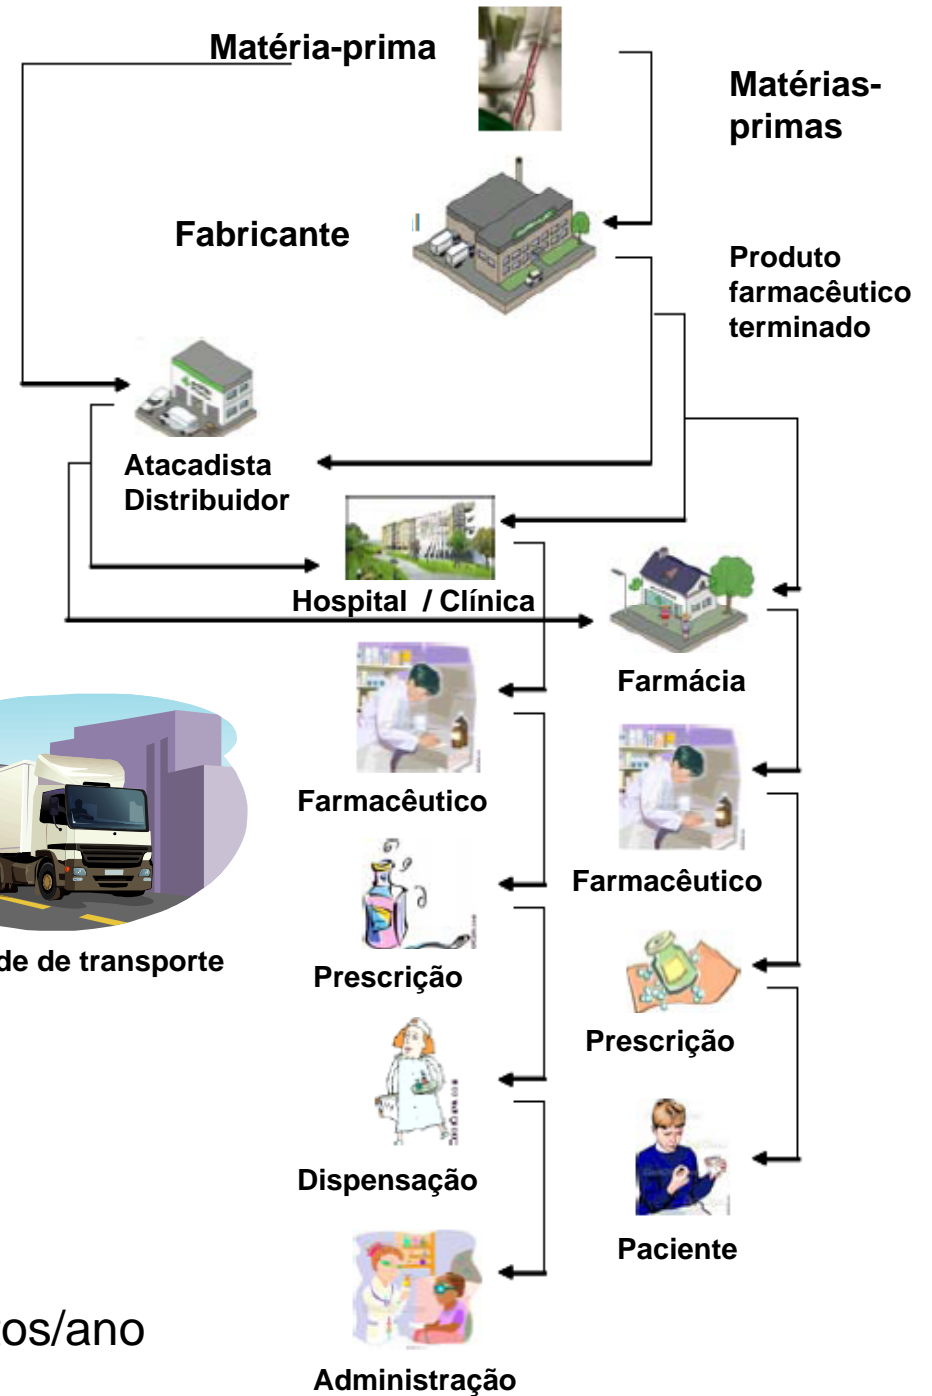 Matéria-prima
Matérias-
primas
Fabricante
Produto
farmacêutico
terminado
Atacadista
Distribuidor
Hospital / Clínica
Farmácia
Farmacêutico
Farmacêutico
de de transporte
Prescrição
Prescrição
Dispensação
Paciente
os/ano
Administração